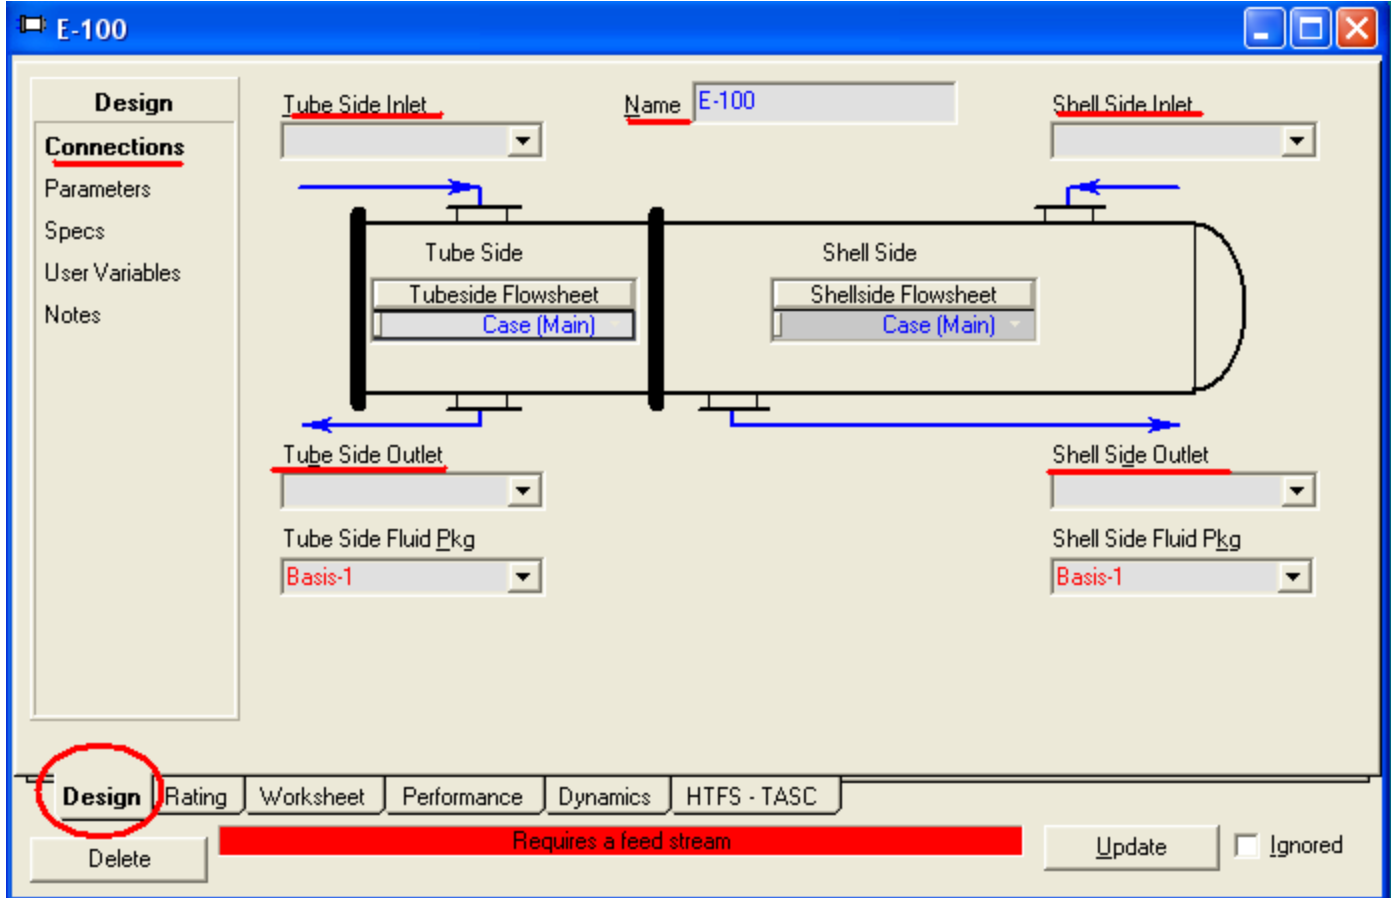 E-100
Design
Connections
Parameters
Specs
User Variables
Notes
Tube Side Inlet
Name E-100
Shell Side Inlet
Tube Side
Tubeside Flowsheet
Case (Main)
Shell Side
Shellside Flowsheet
Case (Main)
Tube Side Outlet
Shell Side Outlet
Tube Side Fluid Pkg
Basis-1
Shell Side Fluid Pkg
Basis-1
Design Rating Worksheet Performance Dynamics HTFS - TASC
Delete Requires a feed stream Update Ignored